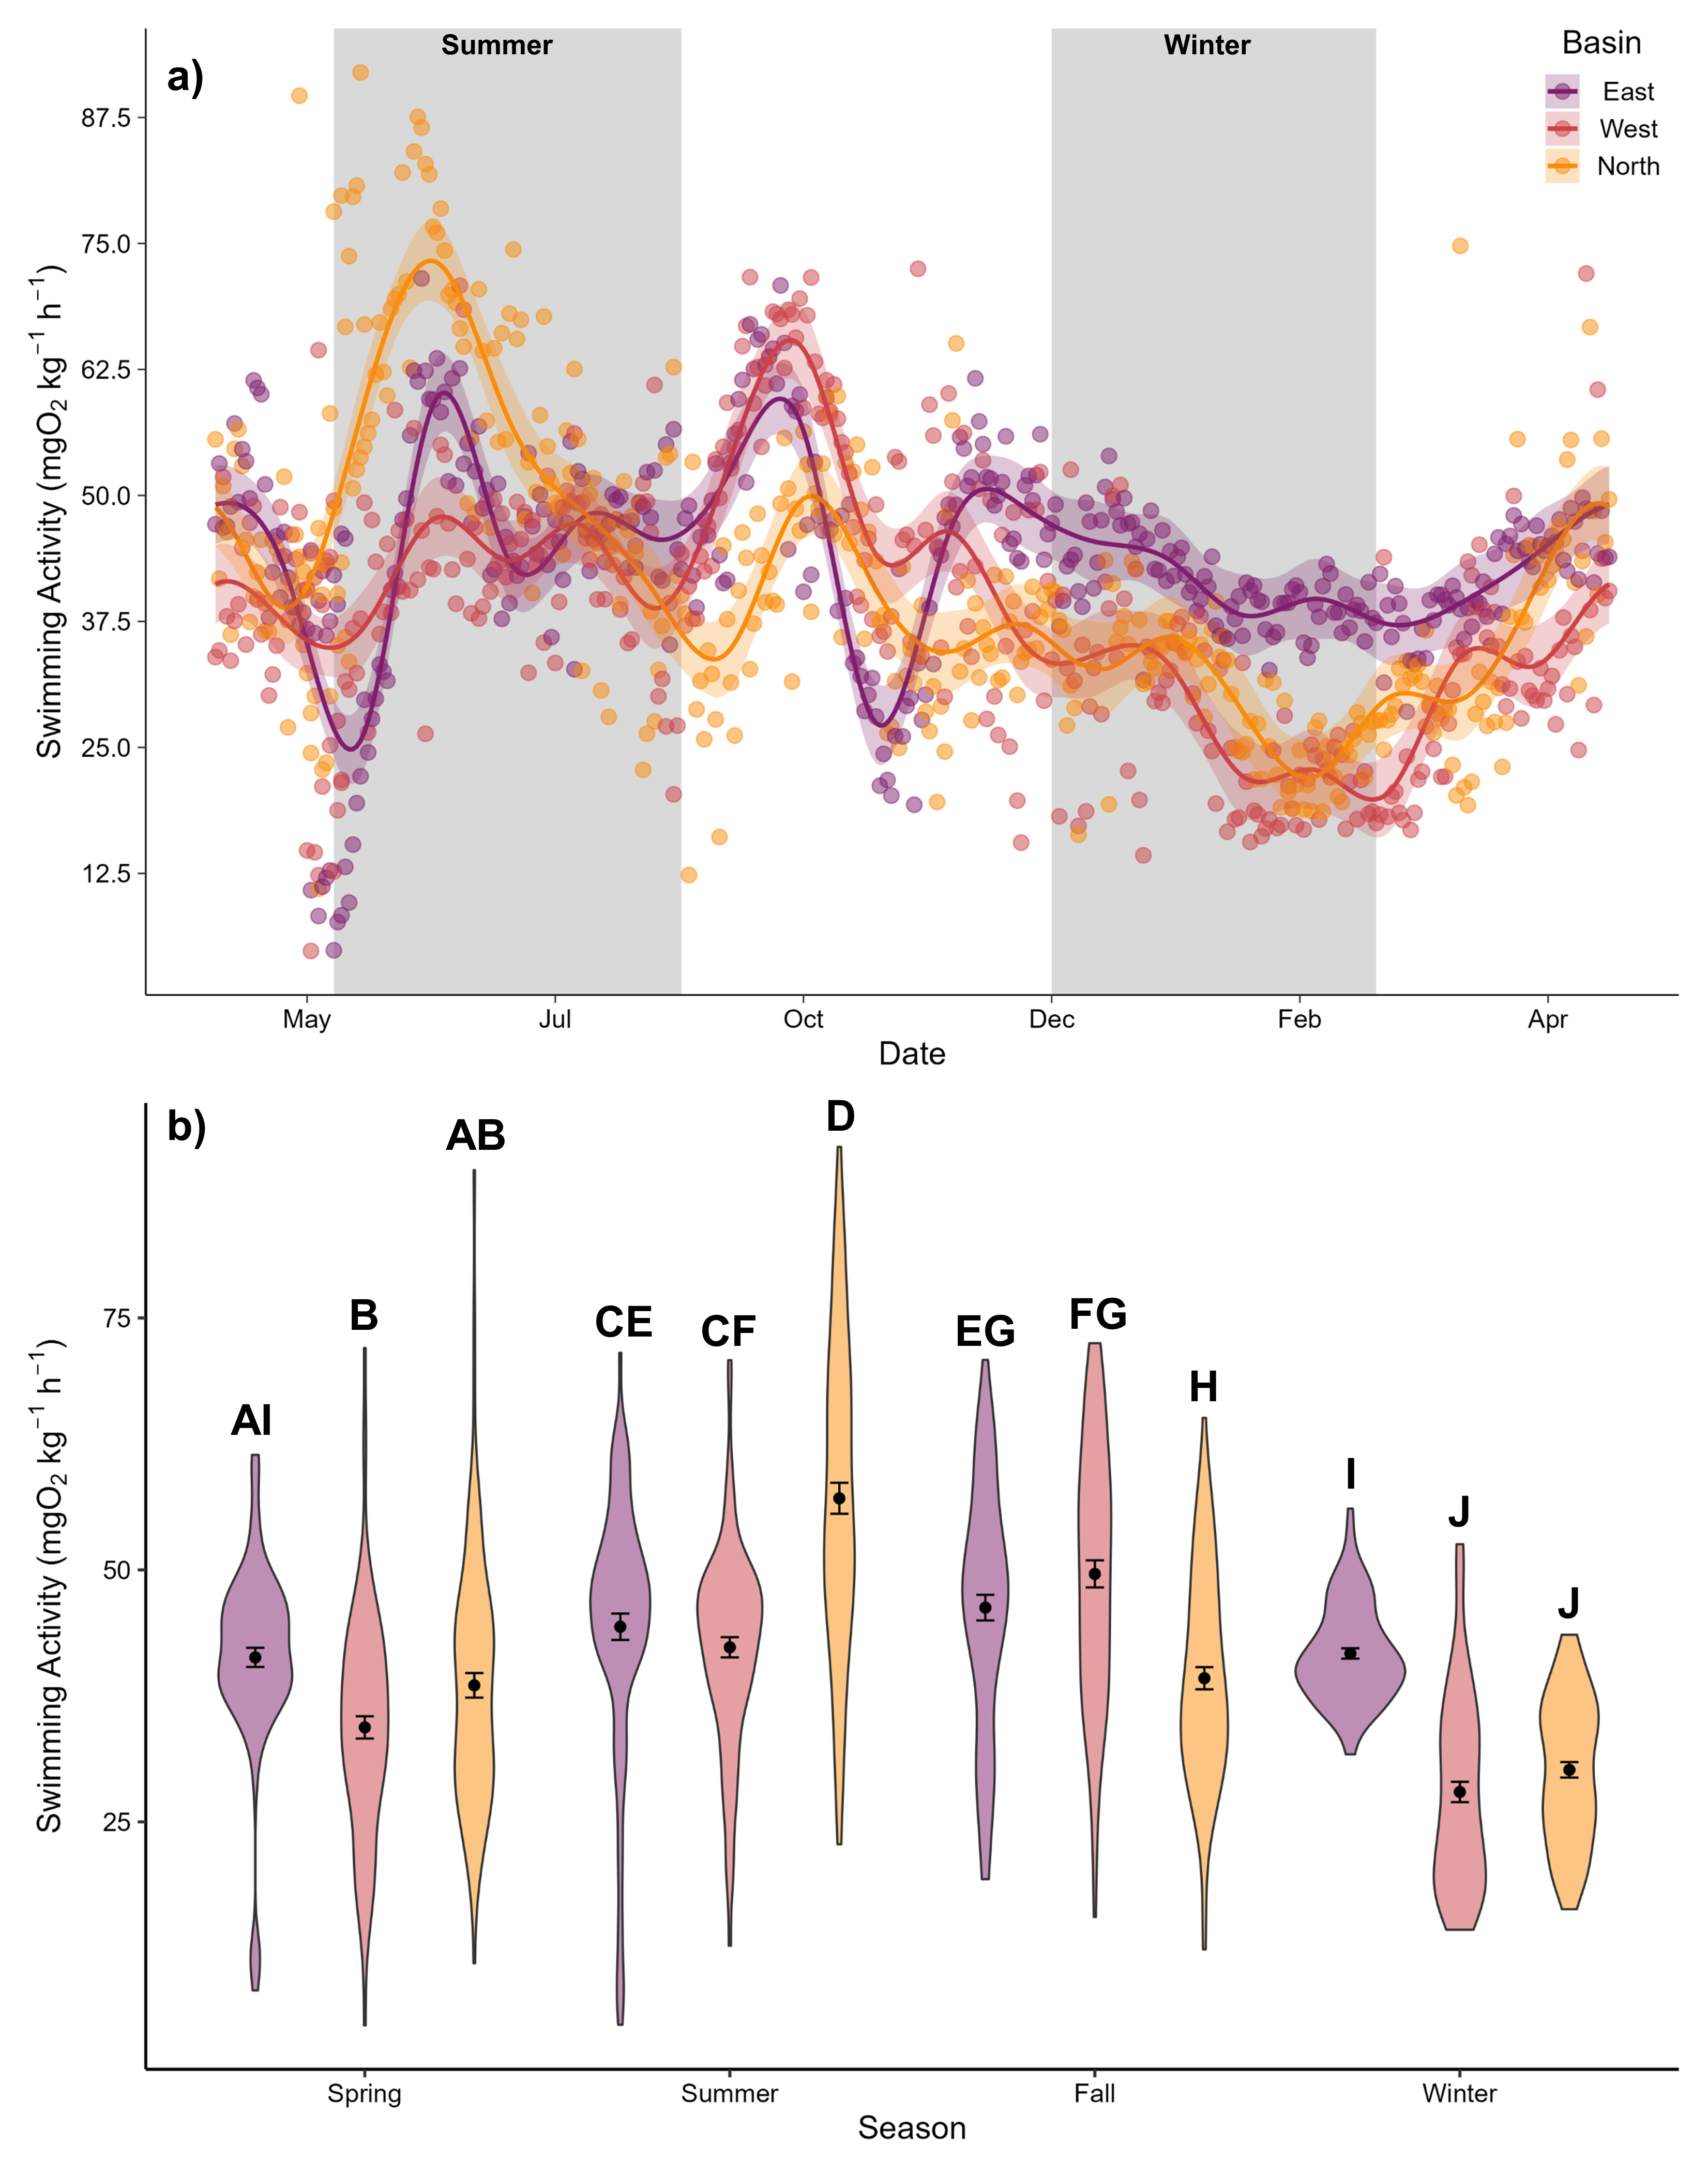 a)
Summer
Winter
Basin
East
West
North
87.5
75.0
62.5
50.0
37.5
25.0
12.5
Swimming Activity (mgO₂ kg⁻¹ h⁻¹)
May
Jul
Oct
Dec
Feb
Apr
Date
b)
AI
B
AB
CE
CF
D
EG
FG
H
I
J
J
75
50
25
Swimming Activity (mgO₂ kg⁻¹ h⁻¹)
Spring
Summer
Fall
Winter
Season